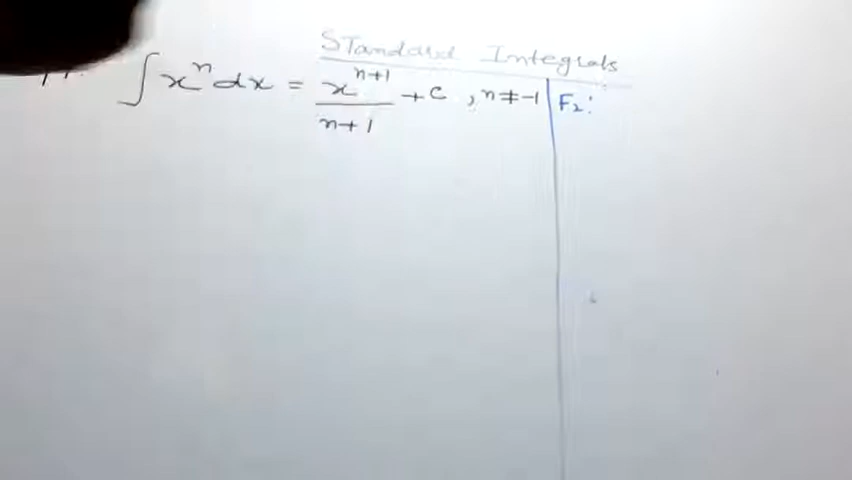 Standard Integrals
∫ xⁿ dx = xⁿ⁺¹/n+1 + c , n ≠ -1
F₂: